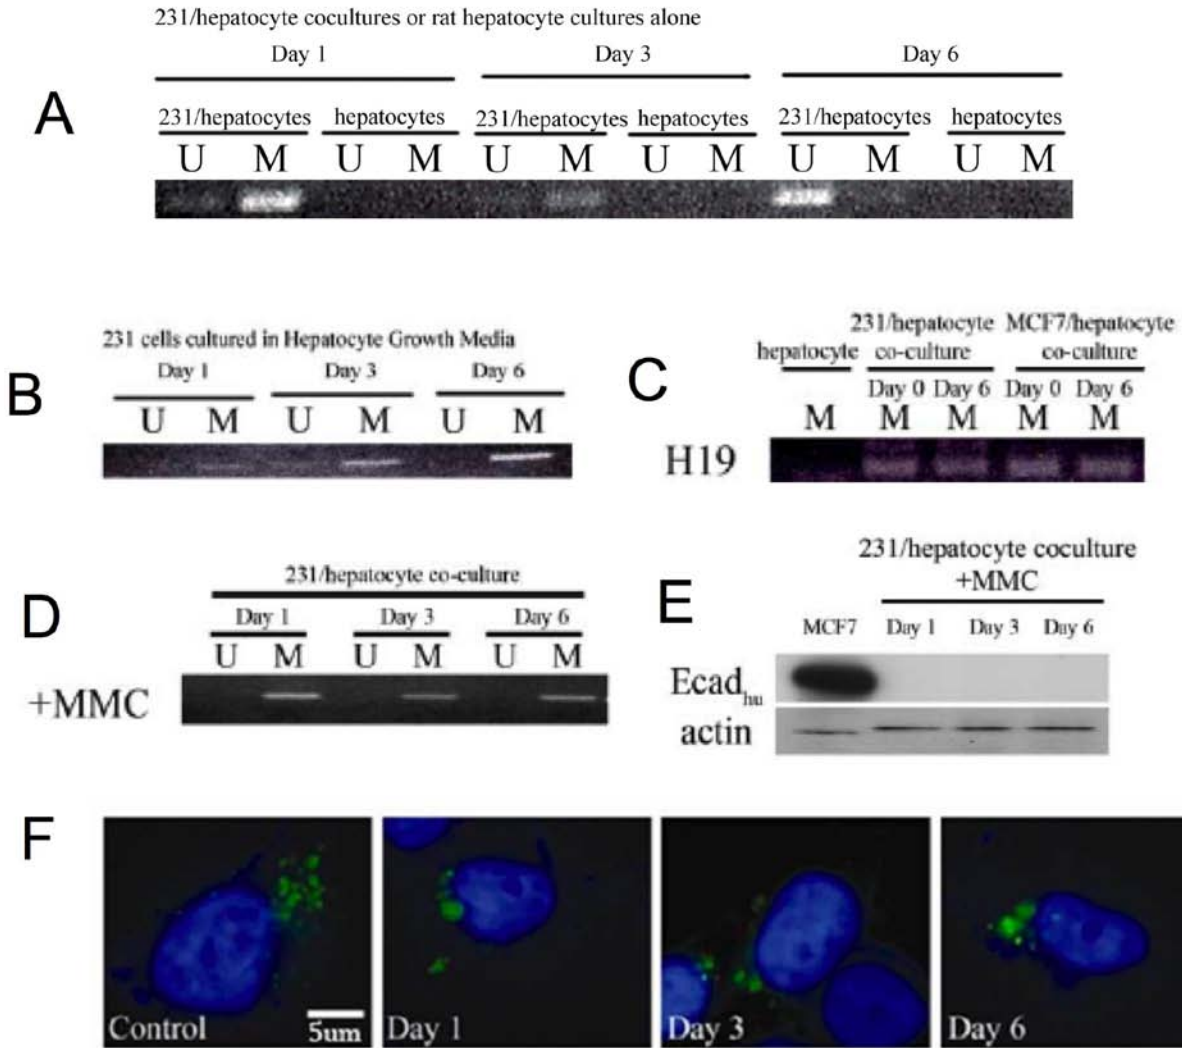 231/hepatocyte cocultures or rat hepatocyte cultures alone
Day 1 Day 3 Day 6
A
231/hepatocytes hepatocytes 231/hepatocytes hepatocytes 231/hepatocytes hepatocytes
U M U M U M U M U M U M
231 cells cultured in Hepatocyte Growth Media
Day 1 Day 3 Day 6
B
U M U M U M
231/hepatocyte MCF7/hepatocyte
hepatocyte co-culture co-culture
C
Day 0 Day 6 Day 0 Day 6
M M M M M
H19
231/hepatocyte co-culture
D
Day 1 Day 3 Day 6
U M U M U M
+MMC
231/hepatocyte coculture
+MMC
E
MCF7 Day 1 Day 3 Day 6
Ecad hu
actin
F
Control 5um Day 1 Day 3 Day 6